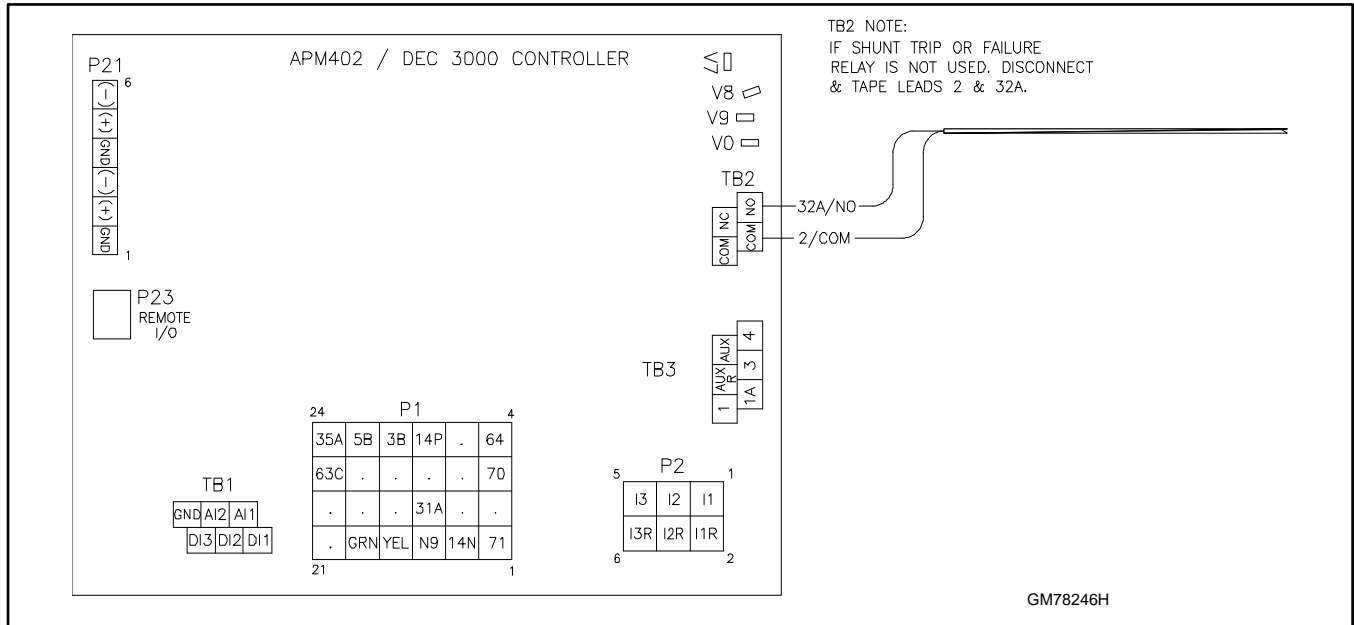 TB2 NOTE:
IF SHUNT TRIP OR FAILURE
RELAY IS NOT USED. DISCONNECT
& TAPE LEADS 2 & 32A.
APM402 / DEC 3000 CONTROLLER
P21
6
(-)
(+)
GND
(-)
(+)
GND
1
V7
V8
V9
V0
TB2
NC NO
COM COM
32A/NO
2/COM
P23
REMOTE
I/O
TB3
AUX 4
AUX R 3
1 1A
24 P1 4
35A 5B 3B 14P . 64
63C . . . . 70
. . . 31A . .
. GRN YEL N9 14N 71
21 1
TB1
GND AI2 AI1
DI3 DI2 DI1
5 P2 1
I3 I2 I1
I3R I2R I1R
6 2
GM78246H